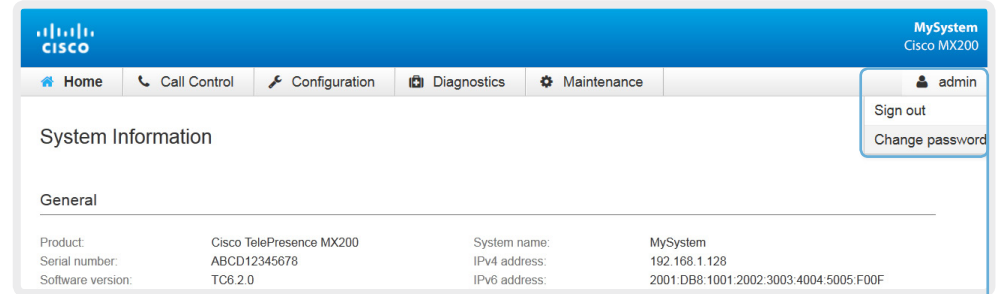 CISCO
MySystem
Cisco MX200
Home Call Control Configuration Diagnostics Maintenance admin
Sign out
Change password
System Information
General
Product: Cisco TelePresence MX200 System name: MySystem
Serial number: ABCD12345678 IPv4 address: 192.168.1.128
Software version: TC6.2.0 IPv6 address: 2001:DB8:1001:2002:3003:4004:5005:F00F